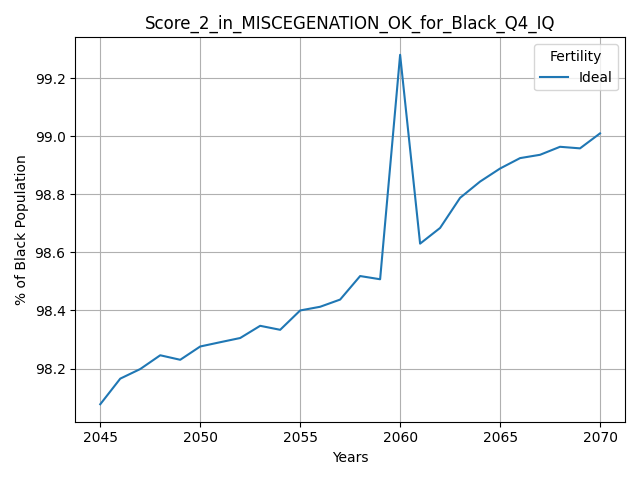 Score_2_in_MISCEGENATION_OK_for_Black_Q4_IQ
Fertility
Ideal
% of Black Population
99.2
99.0
98.8
98.6
98.4
98.2
2045 2050 2055 2060 2065 2070
Years